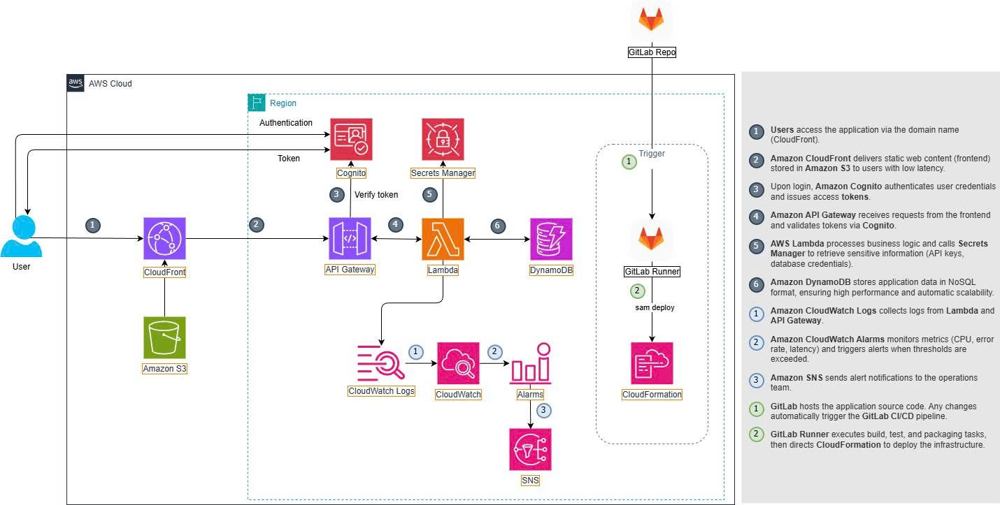 GitLab Repo
aws
AWS Cloud
Region
Authentication
Token
Cognito
Secrets Manager
Trigger
1
3
Verify token
5
1
2
4
6
User
CloudFront
API Gateway
Lambda
DynamoDB
GitLab Runner
2
sam deploy
Amazon S3
1
2
CloudWatch Logs
CloudWatch
Alarms
CloudFormation
3
SNS
1 Users access the application via the domain name
(CloudFront).
2 Amazon CloudFront delivers static web content (frontend)
stored in Amazon S3 to users with low latency.
3 Upon login, Amazon Cognito authenticates user credentials
and issues access tokens.
4 Amazon API Gateway receives requests from the frontend
and validates tokens via Cognito.
5 AWS Lambda processes business logic and calls Secrets
Manager to retrieve sensitive information (API keys,
database credentials).
6 Amazon DynamoDB stores application data in NoSQL
format, ensuring high performance and automatic scalability.
1 Amazon CloudWatch Logs collects logs from Lambda and
API Gateway.
2 Amazon CloudWatch Alarms monitors metrics (CPU, error
rate, latency) and triggers alerts when thresholds are
exceeded.
3 Amazon SNS sends alert notifications to the operations
team.
1 GitLab hosts the application source code. Any changes
automatically trigger the GitLab CI/CD pipeline.
2 GitLab Runner executes build, test, and packaging tasks,
then directs CloudFormation to deploy the infrastructure.